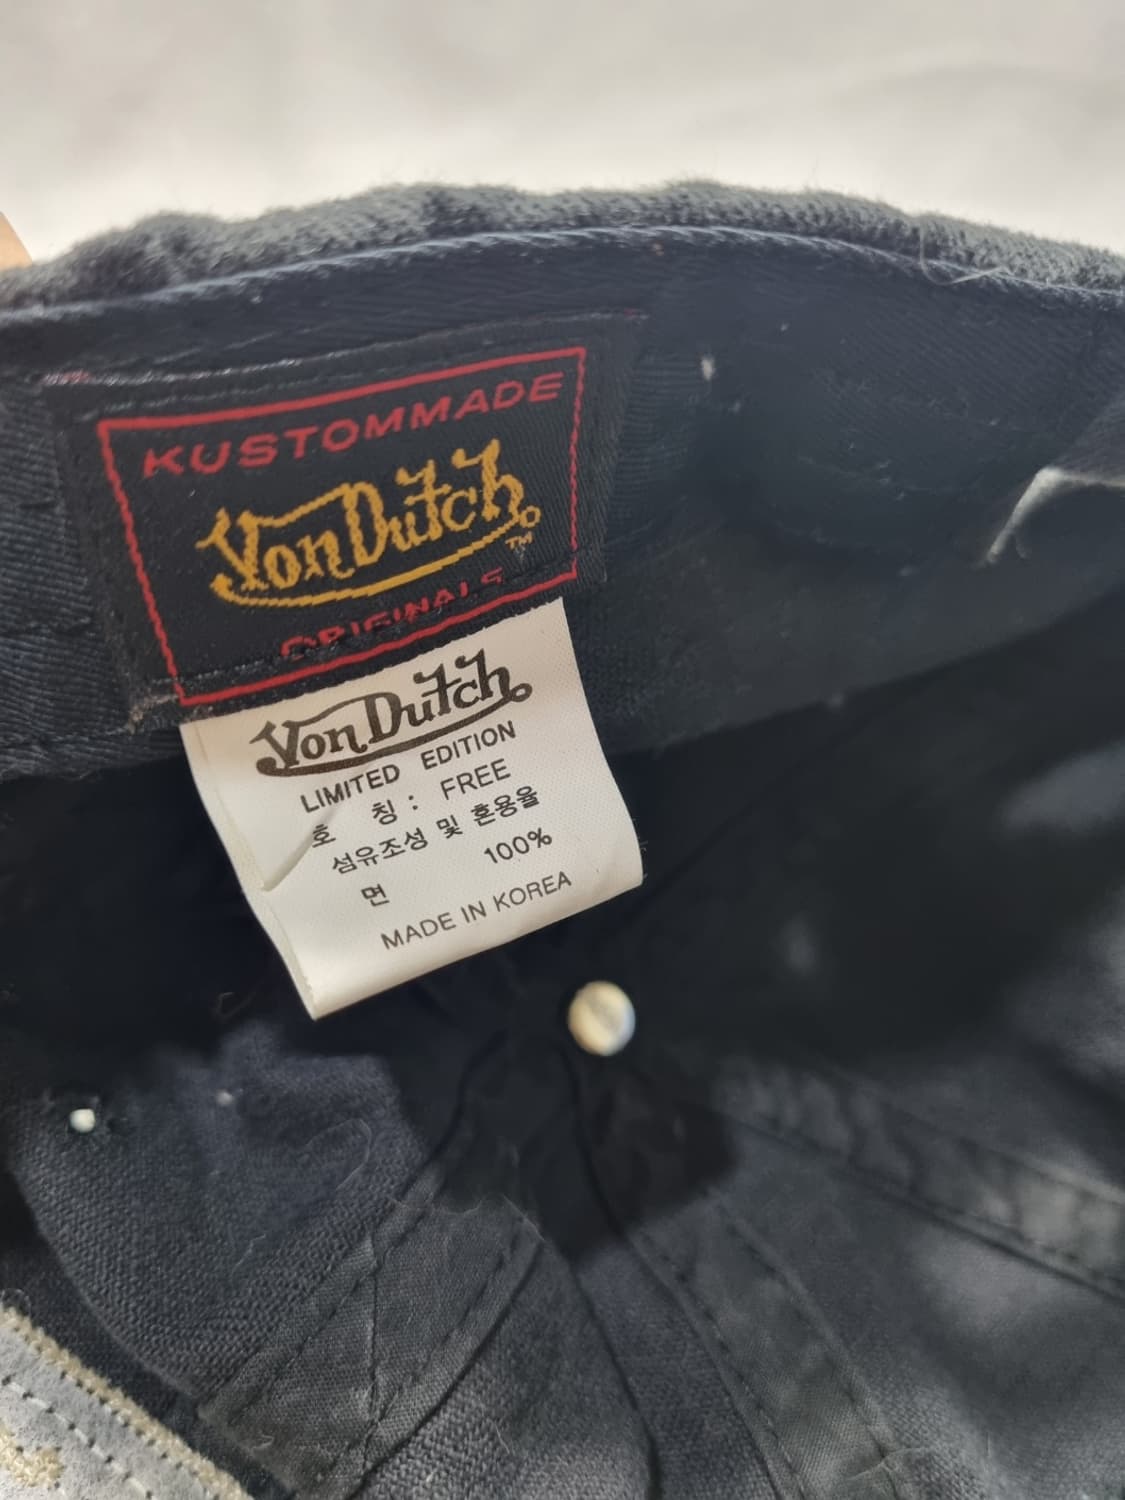 KUSTOMMADE
Von Dutch
TM
ORIGINALS
Von Dutch
LIMITED EDITION
호 칭 : FREE
섬유조성 및 혼용율
면 100%
MADE IN KOREA